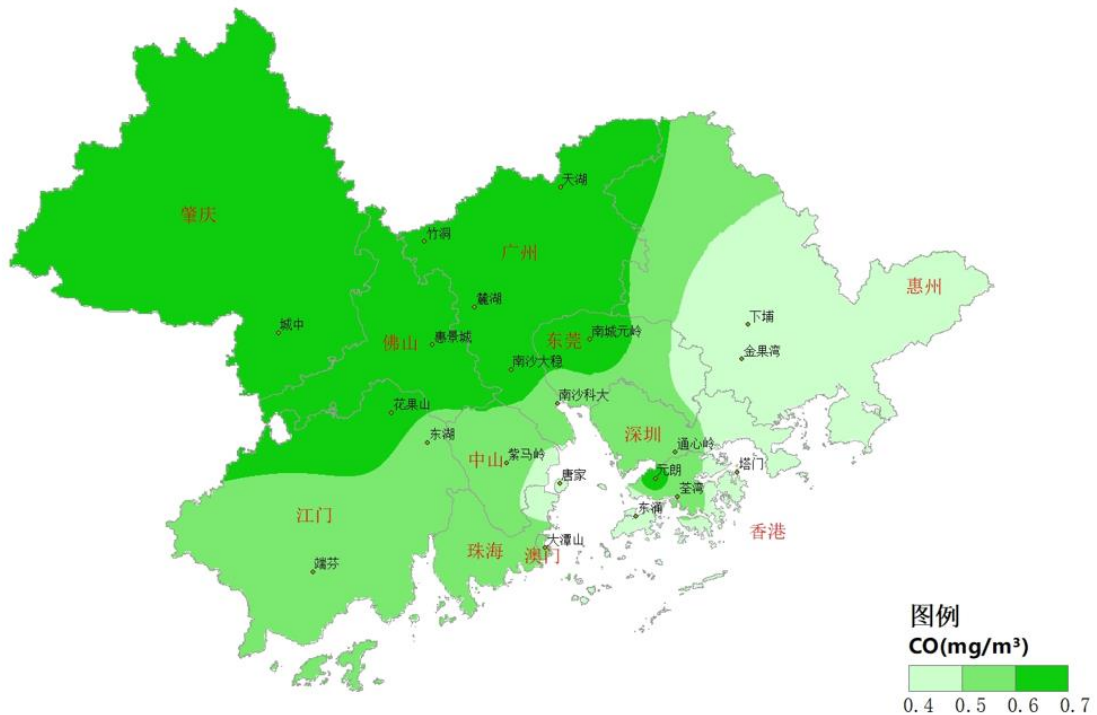 天湖
肇庆
竹洞
广州
惠州
麓湖
下埔
城中
惠景城
佛山
东莞
南城元岭
金果湾
南沙大稳
花果山
南沙科大
东湖
深圳
通心岭
中山
紫马岭
元朗
塔门
唐家
荃湾
东涌
江门
香港
大潭山
珠海
澳门
端芬
图例
CO(mg/m³)
0.4 0.5 0.6 0.7